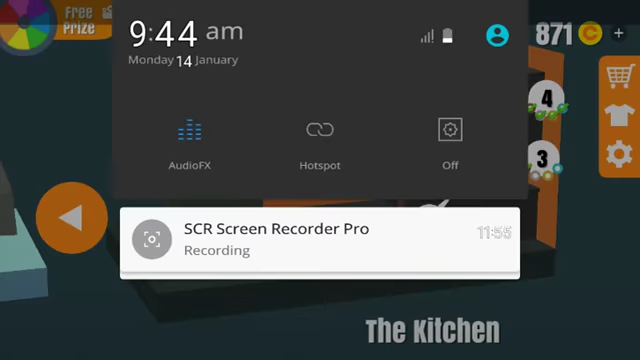 Free
Prize
9:44 am
Monday 14 January
871
C
+
4
AudioFX
Hotspot
Off
3
SCR Screen Recorder Pro
11:55
Recording
The Kitchen